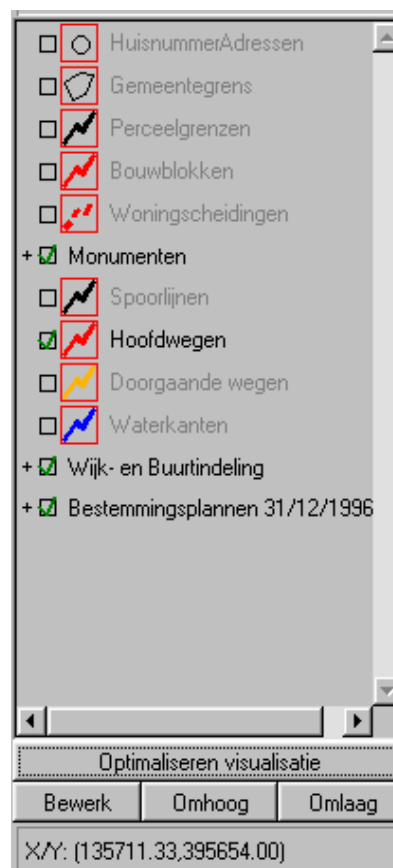 HuisnummerAdressen
Gemeentegrens
Perceelgrenzen
Bouwblokken
Woningscheidingen
+ Monumenten
Spoorlijnen
Hoofdwegen
Doorgaande wegen
Waterkanten
+ Wijk- en Buurtindeling
+ Bestemmingsplannen 31/12/1996
Optimaliseren visualisatie
Bewerk Omhoog Omlaag
X/Y: (135711.33,395654.00)